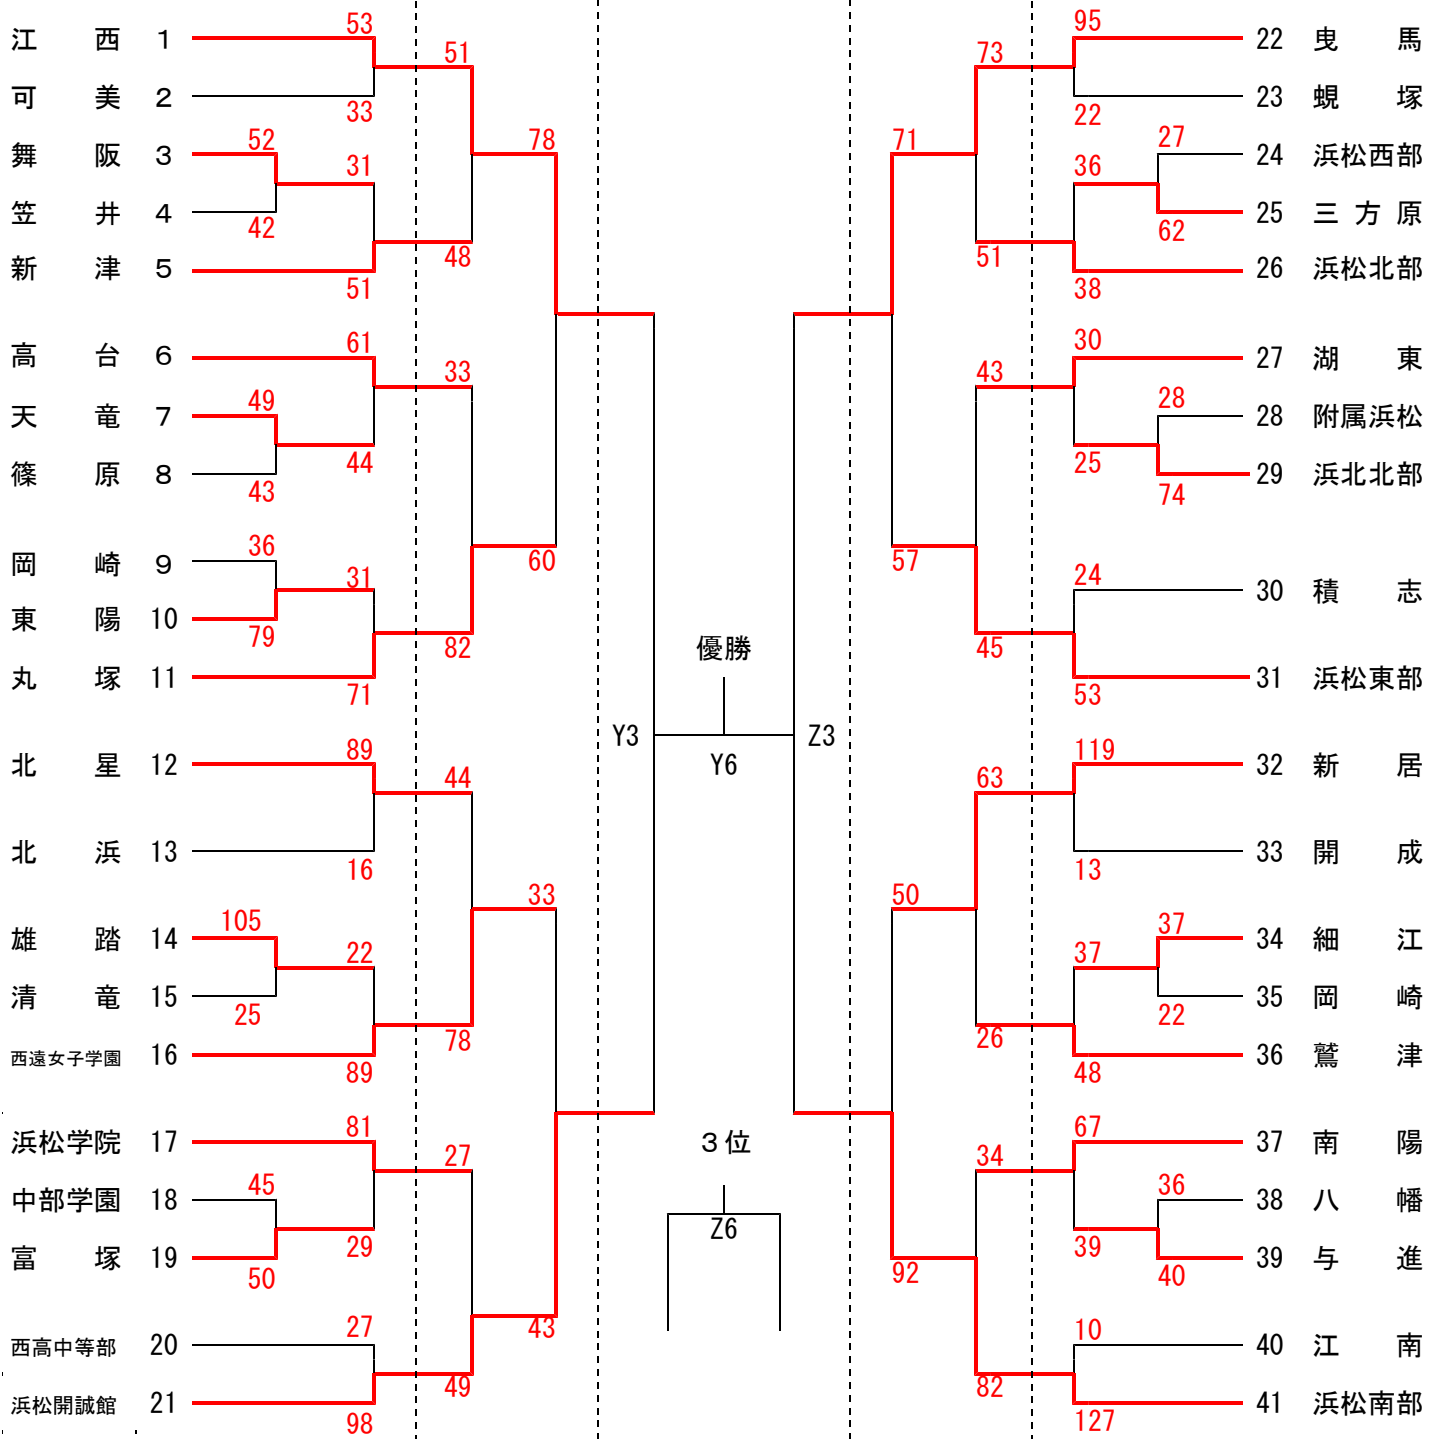 江西 1 53
可美 2 33
舞阪 3 52
笠井 4 42
新津 5 51
31
51
48
78
高台 6 61
天竜 7 49
篠原 8 43
44
33
岡崎 9 36
東陽 10 79
丸塚 11 71
31
82
60
北星 12 89
北浜 13 16
44
雄踏 14 105
清竜 15 25
西遠女子学園 16 89
22
78
33
浜松学院 17 81
中部学園 18 45
富塚 19 50
29
27
西高中等部 20 27
浜松開誠館 21 98
49
43
優勝
Y3
Z3
Y6
3位
Z6
95 22 曳馬
22 23 蜆塚
27 24 浜松西部
62 25 三方原
38 26 浜松北部
36
73
51
71
30 27 湖東
28 28 附属浜松
74 29 浜北北部
25
43
24 30 積志
53 31 浜松東部
45
57
119 32 新居
13 33 開成
63
37 34 細江
22 35 岡崎
48 36 鷲津
37
26
50
67 37 南陽
36 38 八幡
40 39 与進
39
34
10 40 江南
127 41 浜松南部
82
92